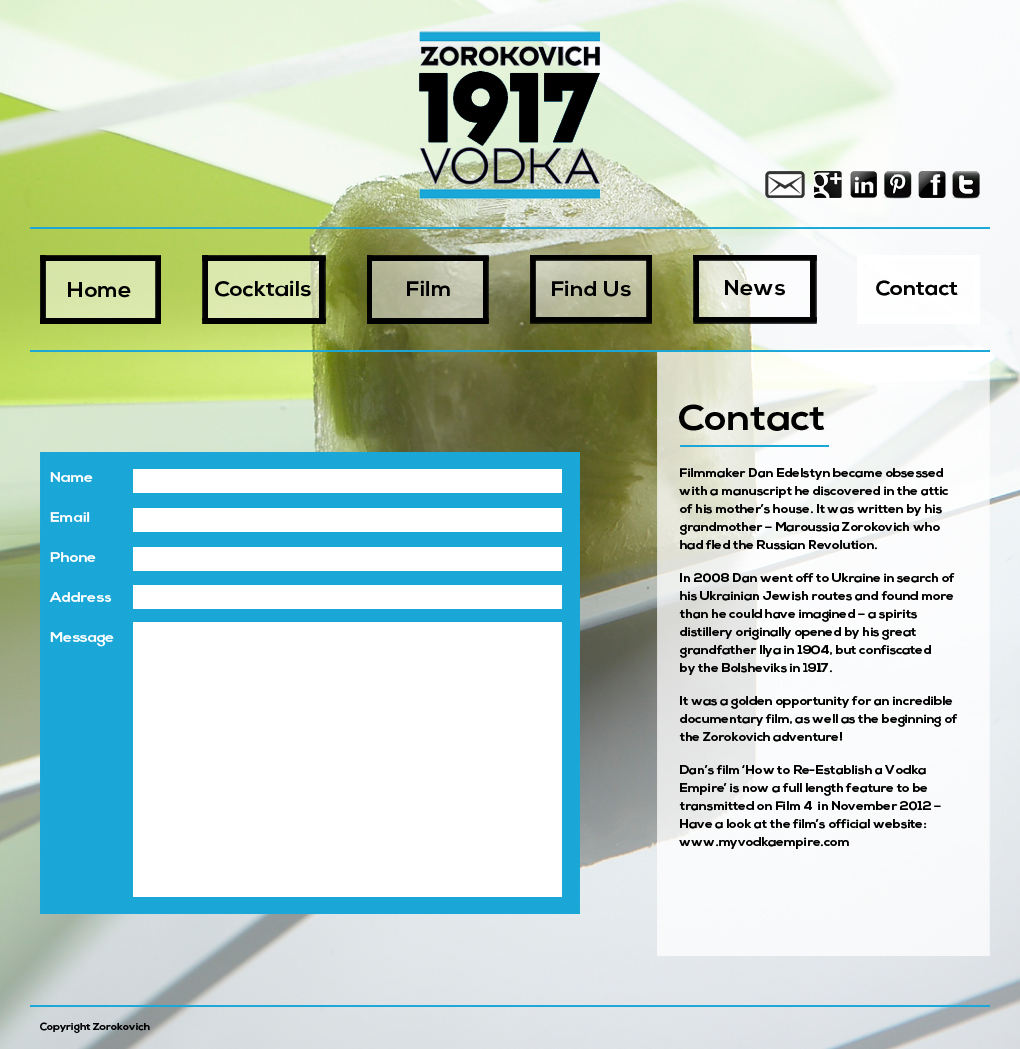 ZOROKOVICH
1917
VODKA
Home
Cocktails
Film
Find Us
News
Contact
Contact
Filmmaker Dan Edelstyn became obsessed
with a manuscript he discovered in the attic
of his mother's house. It was written by his
grandmother – Maroussia Zorokovich who
had fled the Russian Revolution.
In 2008 Dan went off to Ukraine in search of
his Ukrainian Jewish routes and found more
than he could have imagined – a spirits
distillery originally opened by his great
grandfather Ilya in 1904, but confiscated
by the Bolsheviks in 1917.
It was a golden opportunity for an incredible
documentary film, as well as the beginning of
the Zorokovich adventure!
Dan's film ‘How to Re-Establish a Vodka
Empire’ is now a full length feature to be
transmitted on Film 4 in November 2012 –
Have a look at the film's official website:
www.myvodkaempire.com
Name
Email
Phone
Address
Message
Copyright Zorokovich